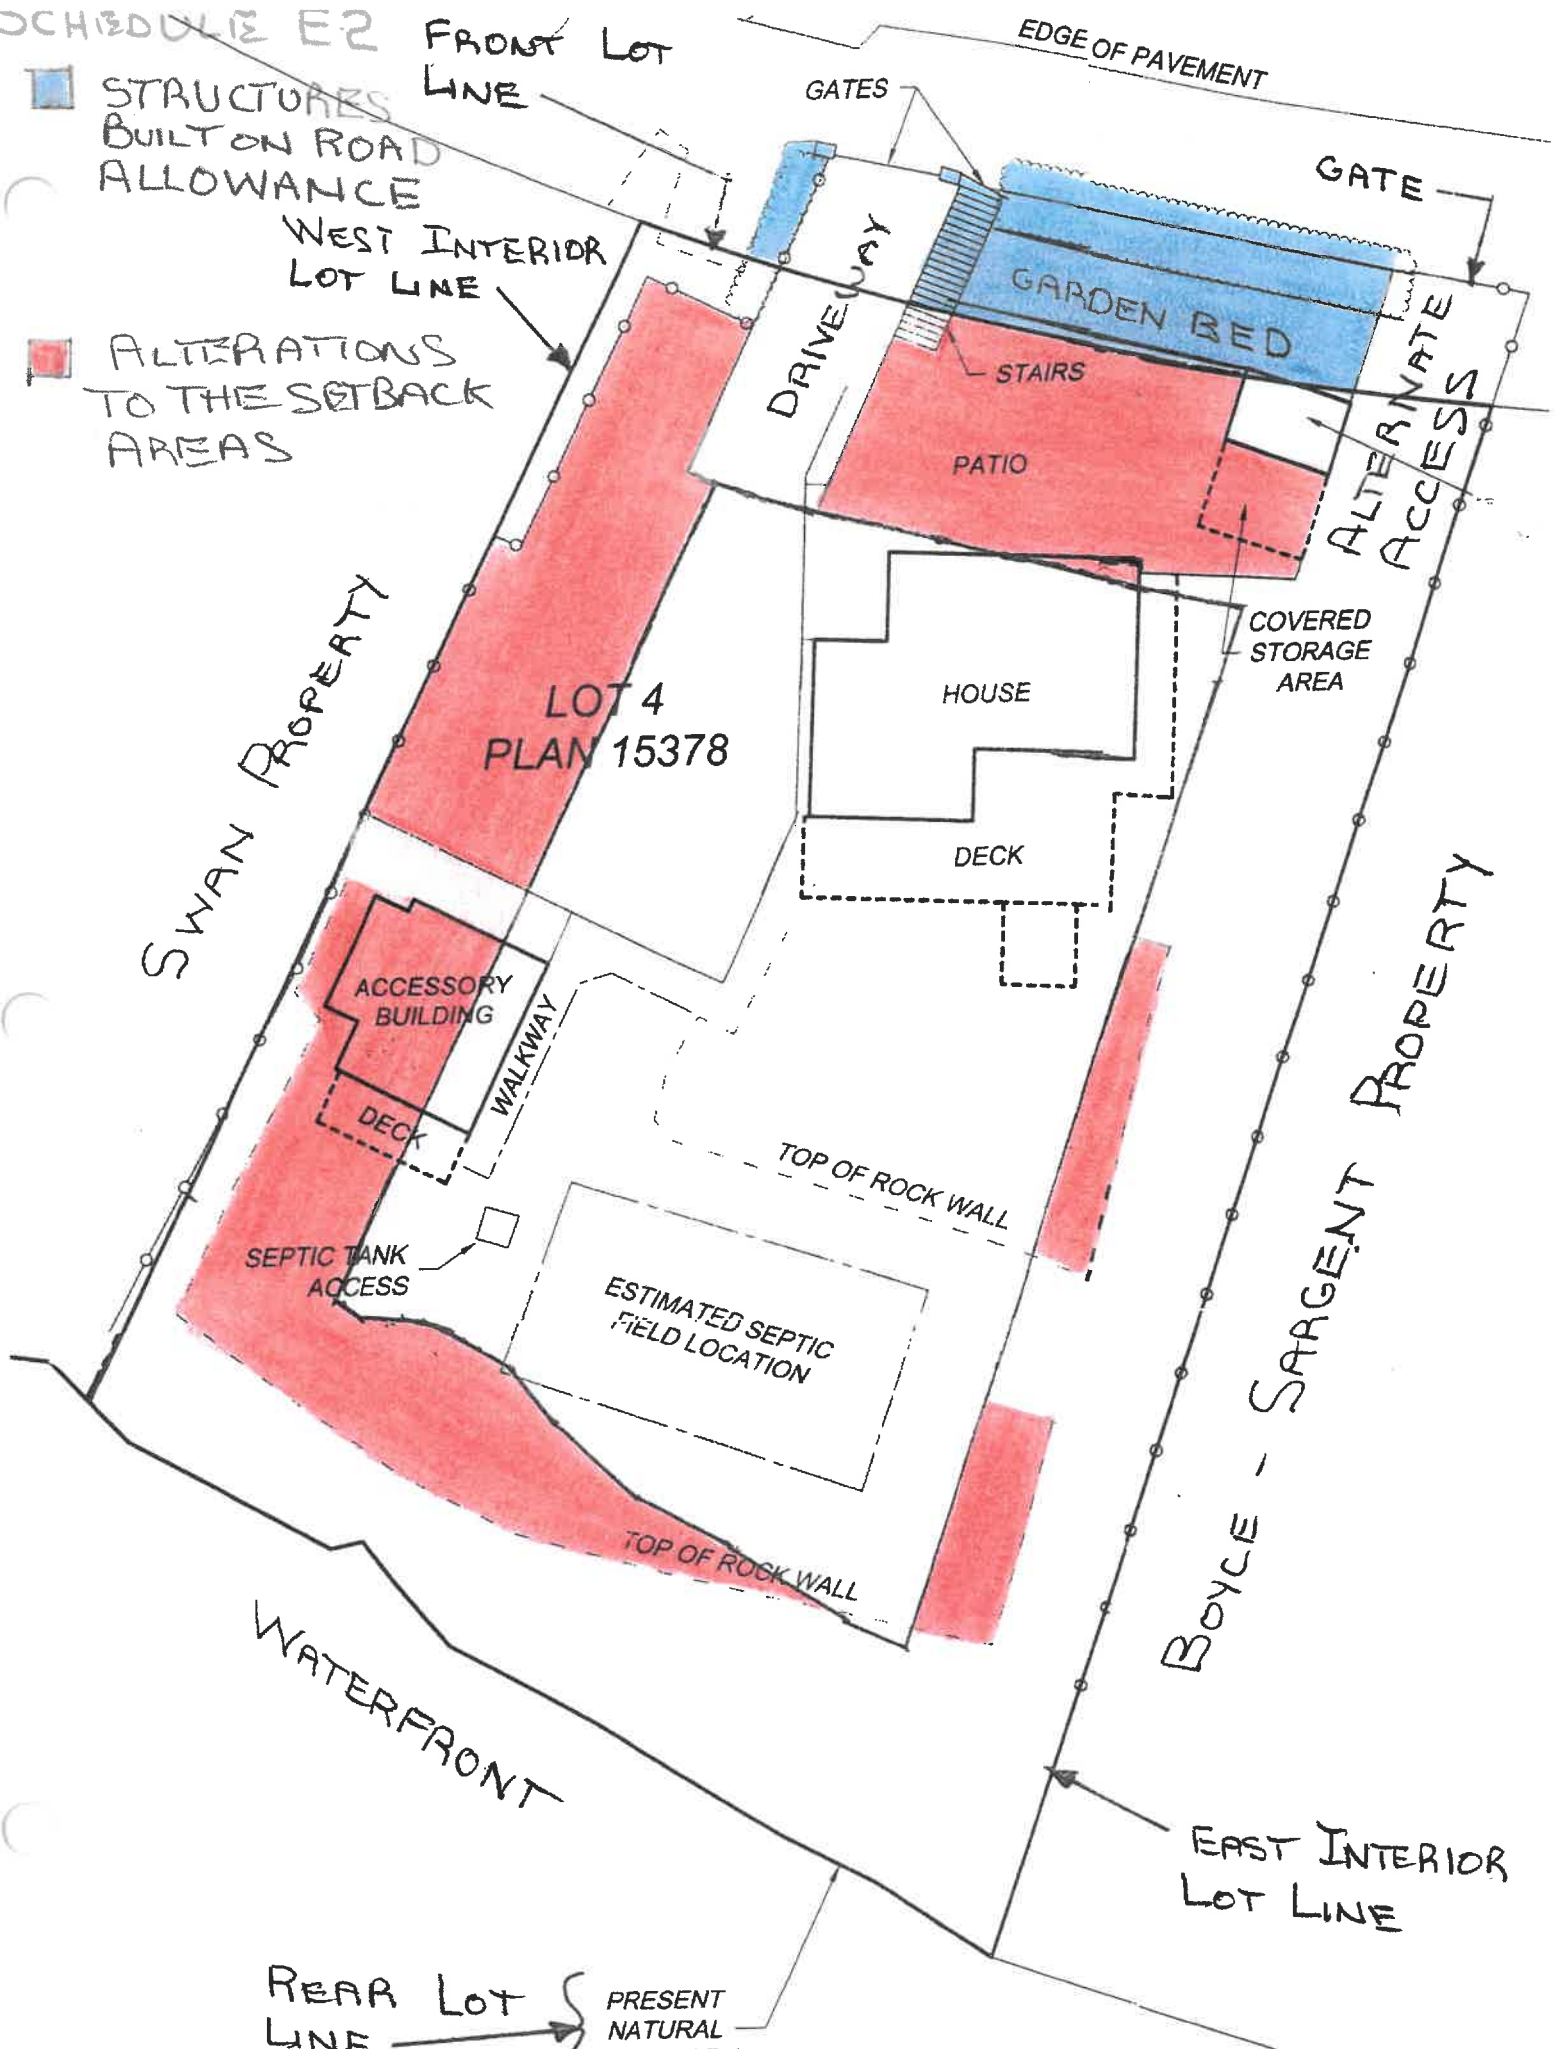 SCHEDULE E2
FRONT LOT
LINE
EDGE OF PAVEMENT
GATES
STRUCTURES
BUILT ON ROAD
ALLOWANCE
GATE
WEST INTERIOR
LOT LINE
GARDEN BED
DRIVEWAY
ALTERNATE
ACCESS
ALTERATIONS
TO THE SETBACK
AREAS
STAIRS
PATIO
COVERED
STORAGE
AREA
HOUSE
LOT 4
PLAN 15378
SWAN PROPERTY
DECK
ACCESSORY
BUILDING
WALKWAY
DECK
TOP OF ROCK WALL
SEPTIC TANK
ACCESS
ESTIMATED SEPTIC
FIELD LOCATION
BOYCE - SARGENT PROPERTY
TOP OF ROCK WALL
WATERFRONT
EAST INTERIOR
LOT LINE
REAR LOT
LINE
PRESENT
NATURAL